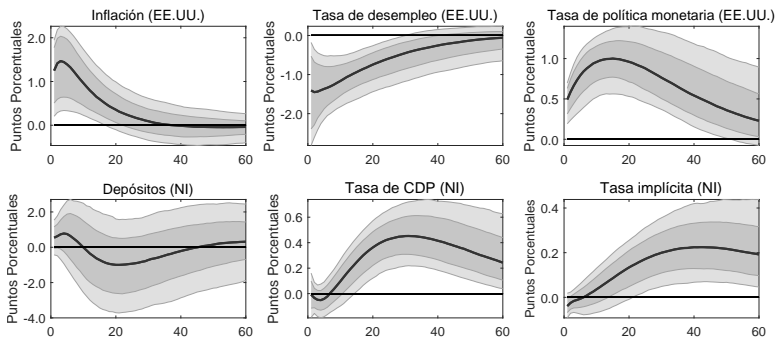 Inflación (EE.UU.)
Puntos Porcentuales
2.0
1.0
0.0
0 20 40 60
Tasa de desempleo (EE.UU.)
Puntos Porcentuales
0.0
-1.0
-2.0
0 20 40 60
Tasa de política monetaria (EE.UU.)
Puntos Porcentuales
1.0
0.5
0.0
0 20 40 60
Depósitos (NI)
Puntos Porcentuales
2.0
0.0
-2.0
-4.0
0 20 40 60
Tasa de CDP (NI)
Puntos Porcentuales
0.6
0.4
0.2
0.0
0 20 40 60
Tasa implícita (NI)
Puntos Porcentuales
0.4
0.2
0.0
0 20 40 60